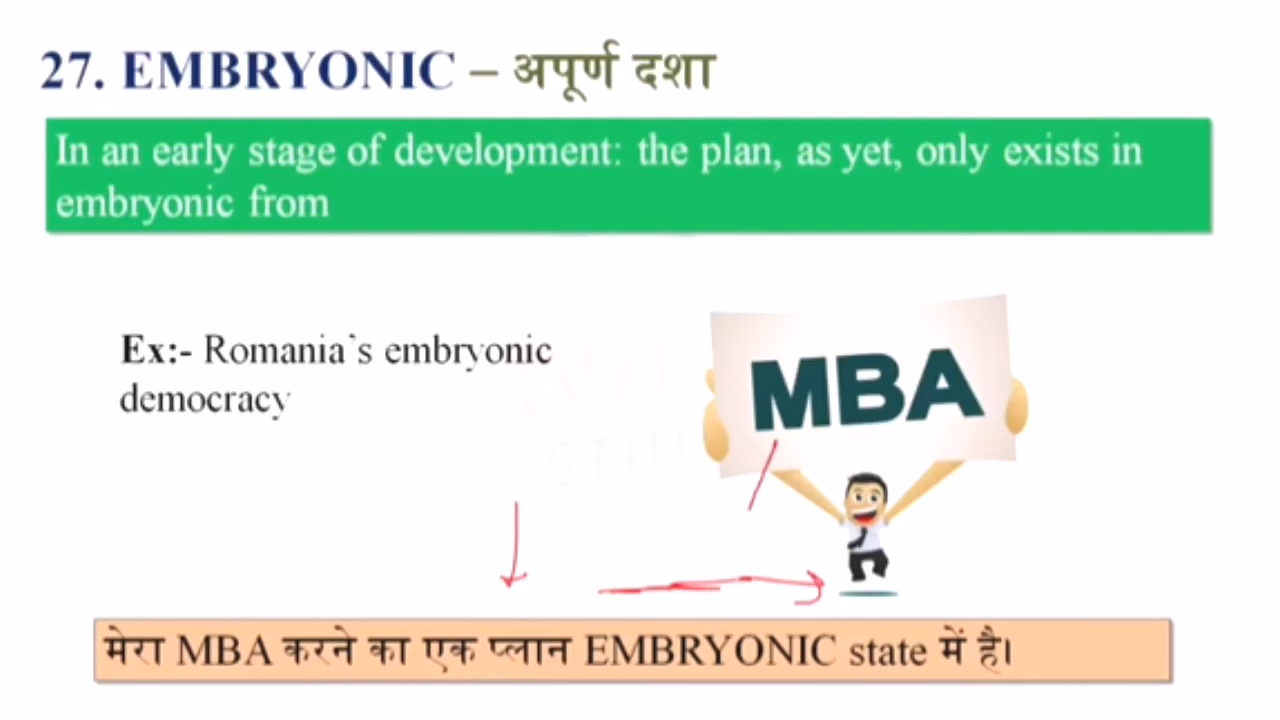 27. EMBRYONIC – अपूर्ण दशा
In an early stage of development: the plan, as yet, only exists in
embryonic from
Ex:- Romania's embryonic
democracy
MBA
मेरा MBA करने का एक प्लान EMBRYONIC state में है।